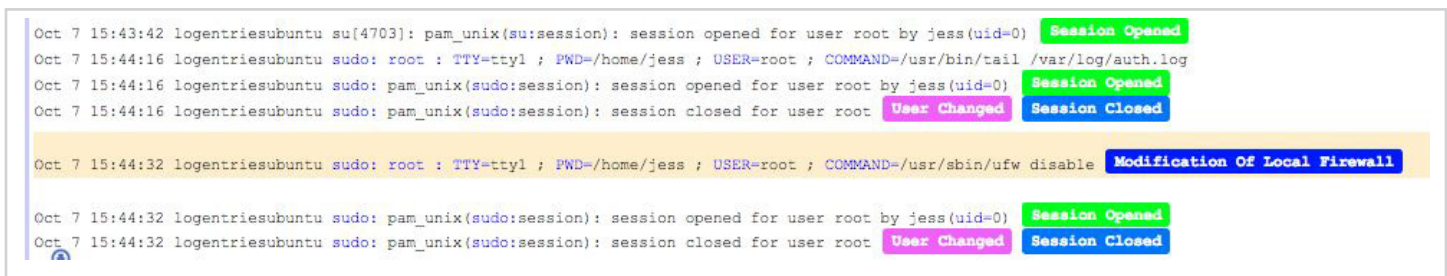 Oct 7 15:43:42 logentriesubuntu su[4703]: pam_unix(su:session): session opened for user root by jess(uid=0) Session Opened
Oct 7 15:44:16 logentriesubuntu sudo: root : TTY=tty1 ; PWD=/home/jess ; USER=root ; COMMAND=/usr/bin/tail /var/log/auth.log
Oct 7 15:44:16 logentriesubuntu sudo: pam_unix(sudo:session): session opened for user root by jess(uid=0) Session Opened
Oct 7 15:44:16 logentriesubuntu sudo: pam_unix(sudo:session): session closed for user root User Changed Session Closed
Oct 7 15:44:32 logentriesubuntu sudo: root : TTY=tty1 ; PWD=/home/jess ; USER=root ; COMMAND=/usr/sbin/ufw disable Modification Of Local Firewall
Oct 7 15:44:32 logentriesubuntu sudo: pam_unix(sudo:session): session opened for user root by jess(uid=0) Session Opened
Oct 7 15:44:32 logentriesubuntu sudo: pam_unix(sudo:session): session closed for user root User Changed Session Closed